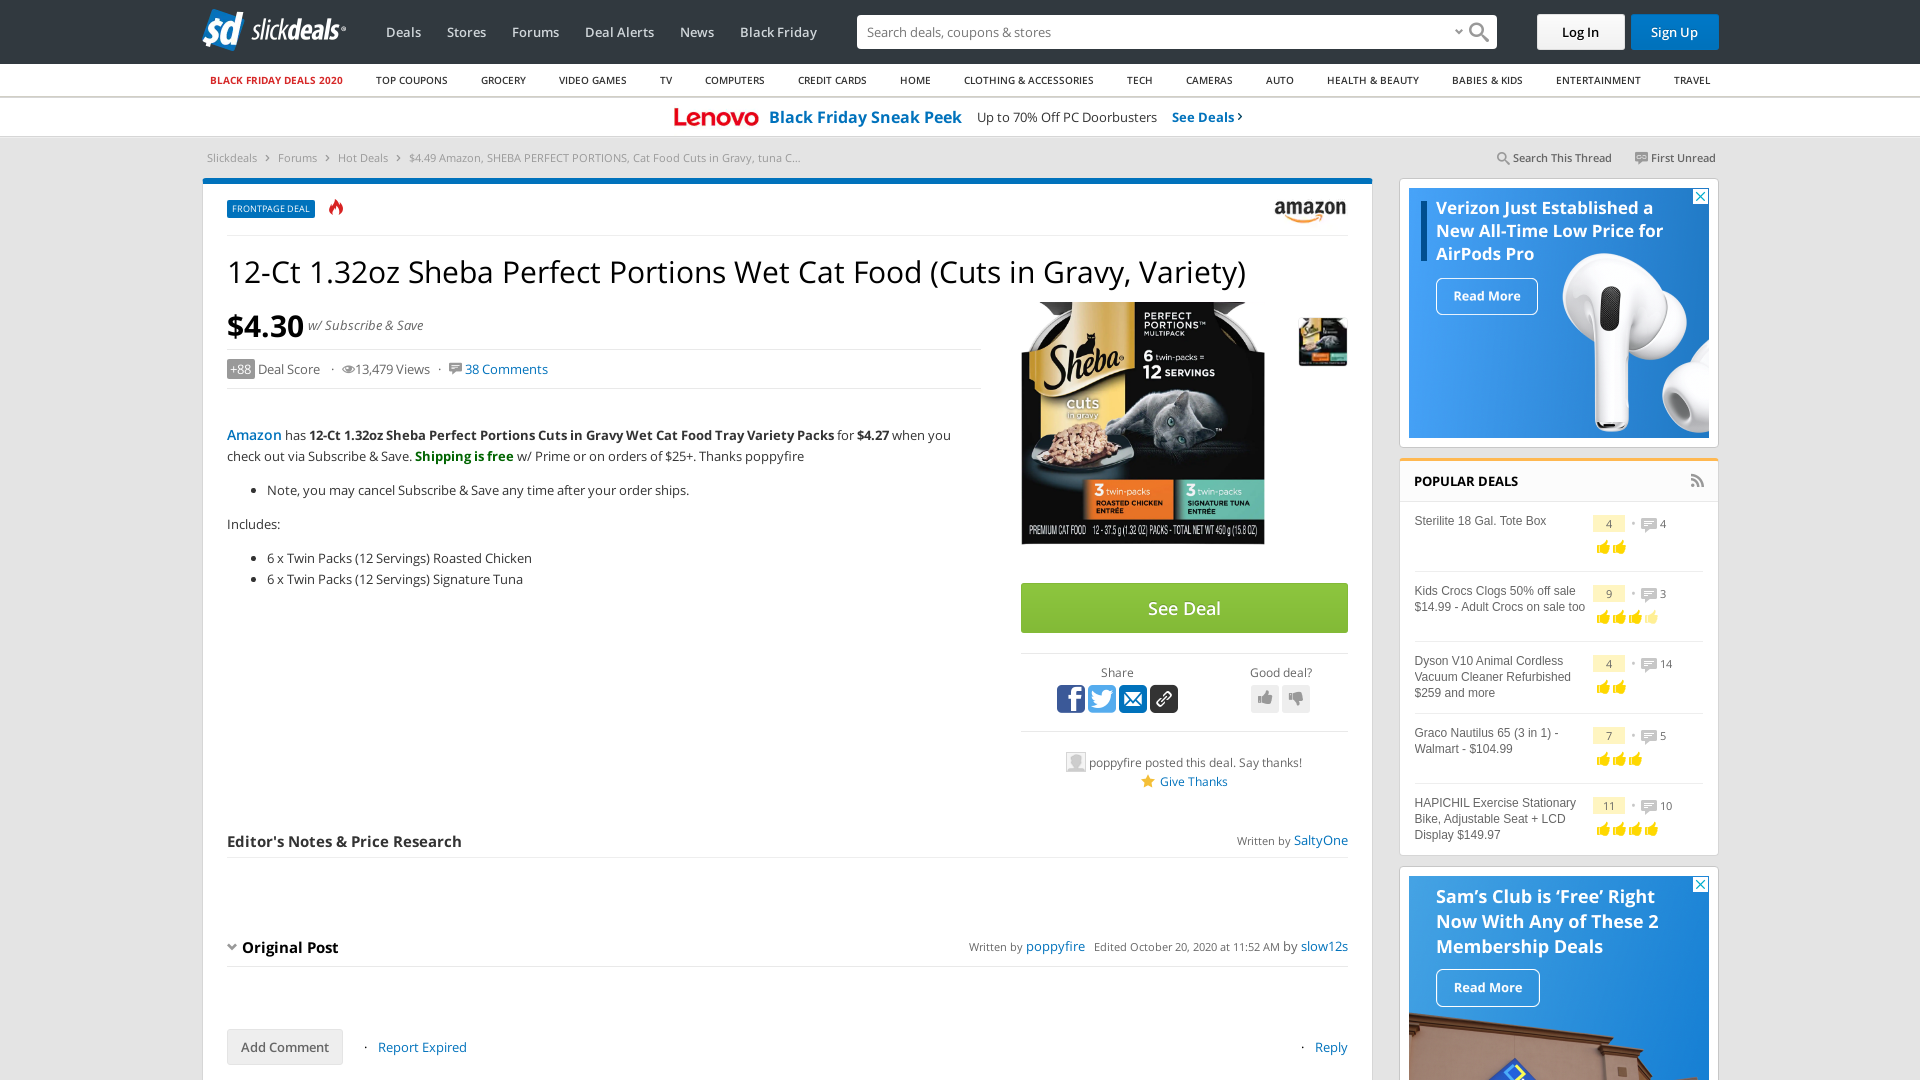 sd slickdeals
Deals
Stores
Forums
Deal Alerts
News
Black Friday
Search deals, coupons & stores
Log In
Sign Up
BLACK FRIDAY DEALS 2020
TOP COUPONS
GROCERY
VIDEO GAMES
TV
COMPUTERS
CREDIT CARDS
HOME
CLOTHING & ACCESSORIES
TECH
CAMERAS
AUTO
HEALTH & BEAUTY
BABIES & KIDS
ENTERTAINMENT
TRAVEL
Lenovo Black Friday Sneak Peek Up to 70% Off PC Doorbusters See Deals ›
Slickdeals › Forums › Hot Deals › $4.49 Amazon, SHEBA PERFECT PORTIONS, Cat Food Cuts in Gravy, tuna C...
Search This Thread
First Unread
FRONTPAGE DEAL
amazon
12-Ct 1.32oz Sheba Perfect Portions Wet Cat Food (Cuts in Gravy, Variety)
$4.30 w/ Subscribe & Save
+88 Deal Score · 13,479 Views · 38 Comments
Amazon has 12-Ct 1.32oz Sheba Perfect Portions Cuts in Gravy Wet Cat Food Tray Variety Packs for $4.27 when you
check out via Subscribe & Save. Shipping is free w/ Prime or on orders of $25+. Thanks poppyfire
• Note, you may cancel Subscribe & Save any time after your order ships.
Includes:
• 6 x Twin Packs (12 Servings) Roasted Chicken
• 6 x Twin Packs (12 Servings) Signature Tuna
PERFECT
PORTIONS™
MULTIPACK
Sheba
6 twin-packs =
12 SERVINGS
cuts
in gravy
3 twin-packs
ROASTED CHICKEN
ENTRÉE
3 twin-packs
SIGNATURE TUNA
ENTRÉE
PREMIUM CAT FOOD 12 - 37.5 g (1.32 OZ) PACKS - TOTAL NET WT 450 g (15.8 OZ)
See Deal
Share
Good deal?
poppyfire posted this deal. Say thanks!
Give Thanks
Editor's Notes & Price Research
Written by SaltyOne
Original Post
Written by poppyfire Edited October 20, 2020 at 11:52 AM by slow12s
Add Comment
· Report Expired
· Reply
Verizon Just Established a
New All-Time Low Price for
AirPods Pro
Read More
POPULAR DEALS
Sterilite 18 Gal. Tote Box
4 • 4
Kids Crocs Clogs 50% off sale
$14.99 - Adult Crocs on sale too
9 • 3
Dyson V10 Animal Cordless
Vacuum Cleaner Refurbished
$259 and more
4 • 14
Graco Nautilus 65 (3 in 1) -
Walmart - $104.99
7 • 5
HAPICHIL Exercise Stationary
Bike, Adjustable Seat + LCD
Display $149.97
11 • 10
Sam's Club is ‘Free’ Right
Now With Any of These 2
Membership Deals
Read More